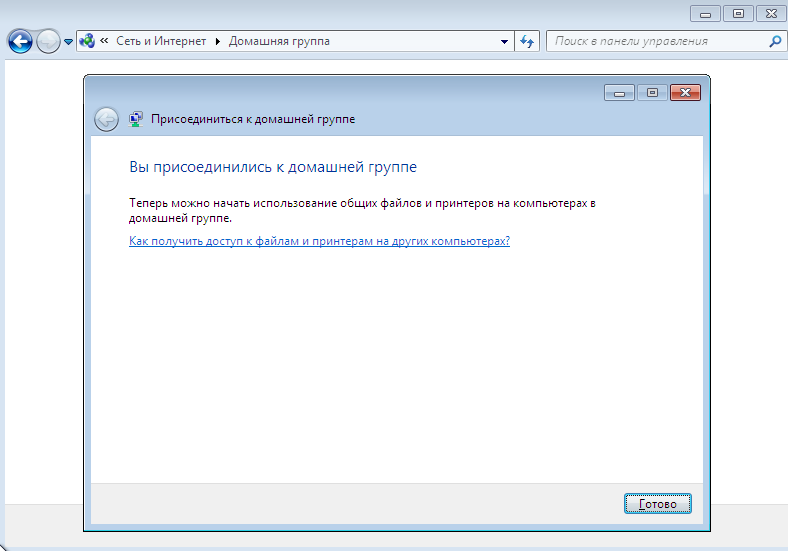 « Сеть и Интернет Домашняя группа Поиск в панели управления
Присоединиться к домашней группе
Вы присоединились к домашней группе
Теперь можно начать использование общих файлов и принтеров на компьютерах в
домашней группе.
Как получить доступ к файлам и принтерам на других компьютерах?
Готово